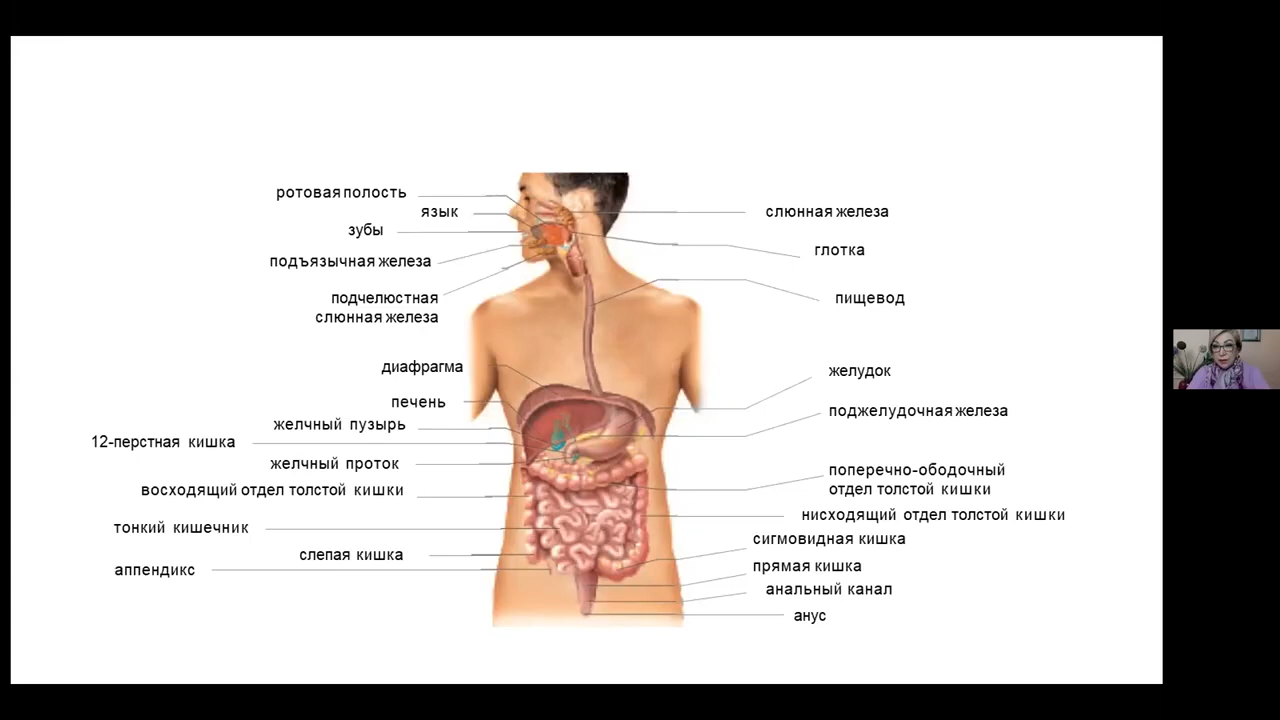 ротовая полость
язык
зубы
подъязычная железа
подчелюстная
слюнная железа
диафрагма
печень
желчный пузырь
12-перстная кишка
желчный проток
восходящий отдел толстой кишки
тонкий кишечник
слепая кишка
аппендикс
слюнная железа
глотка
пищевод
желудок
поджелудочная железа
поперечно-ободочный
отдел толстой кишки
нисходящий отдел толстой кишки
сигмовидная кишка
прямая кишка
анальный канал
анус